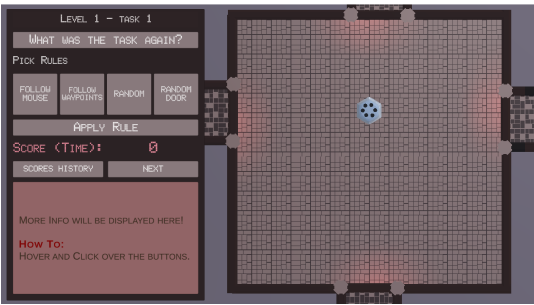 Level 1 - task 1
What was the task again?
Pick Rules
Follow Mouse
Follow Waypoints
Random
Random Door
Apply Rule
Score (Time): 0
Scores History
Next
More Info will be displayed here!
How To:
Hover and Click over the buttons.